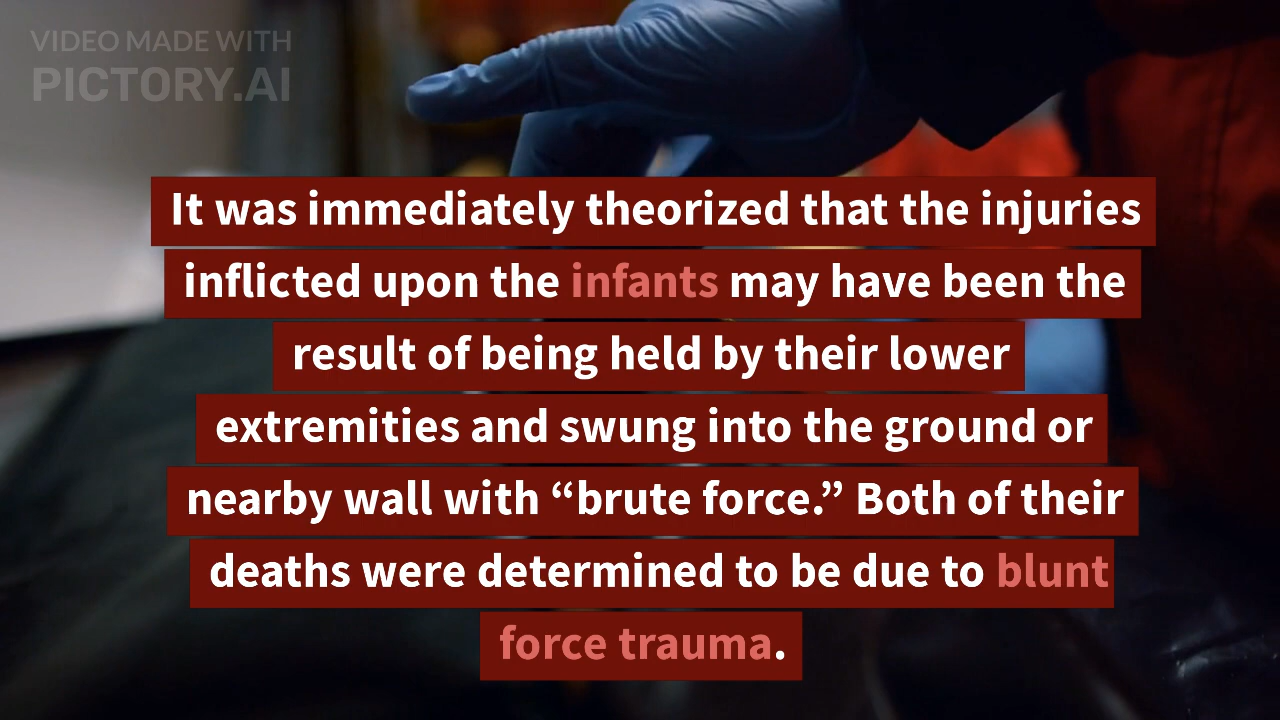 VIDEO MADE WITH
PICTORY.AI
It was immediately theorized that the injuries
inflicted upon the infants may have been the
result of being held by their lower
extremities and swung into the ground or
nearby wall with “brute force.” Both of their
deaths were determined to be due to blunt
force trauma.